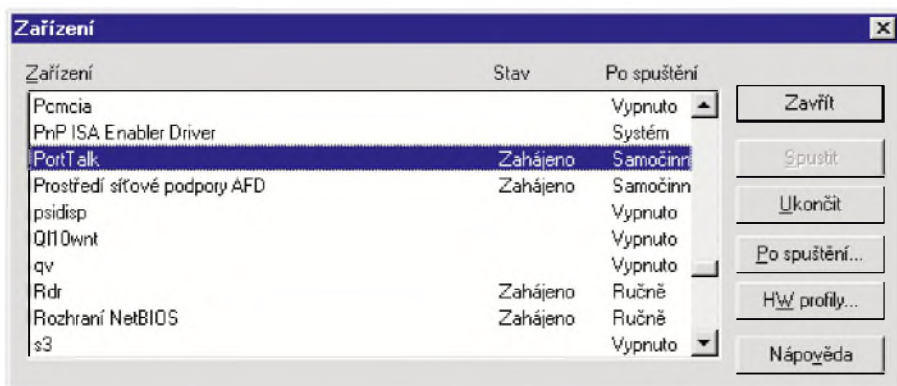 Zařízení
Zařízení Stav Po spuštění
Pcmcia Vypnuto
PnP ISA Enabler Driver Systém
PortTalk Zahájeno Samočinn
Prostředí síťové podpory AFD Zahájeno Samočinn
psidisp Vypnuto
Ql10wnt Vypnuto
qv Vypnuto
Rdr Zahájeno Ručně
Rozhraní NetBIOS Zahájeno Ručně
s3 Vypnuto
Zavřít
Spustit
Ukončit
Po spuštění...
HW profily...
Nápověda